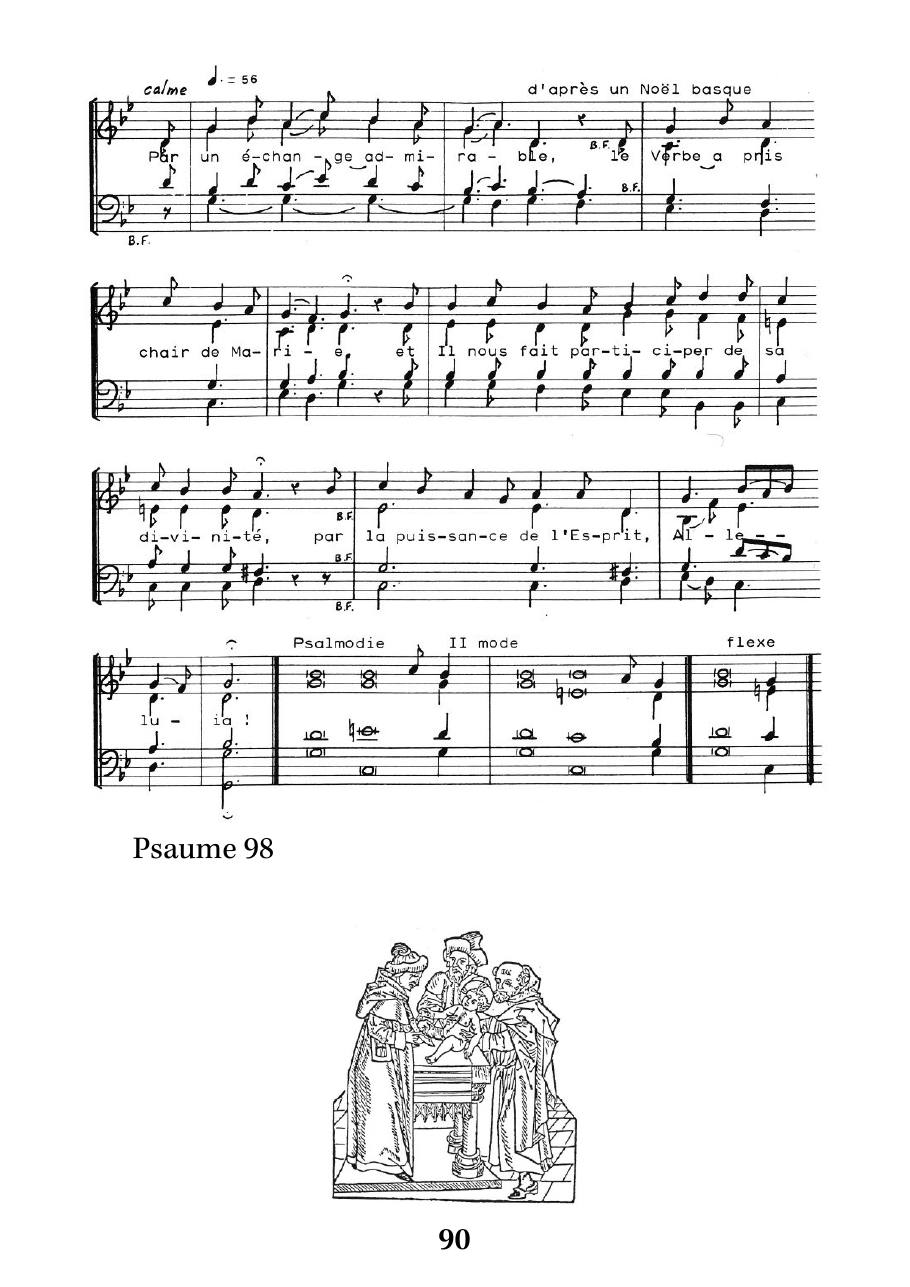 calme ♩. = 56 d'après un Noël basque
B.F.
Par un é-chan-ge ad-mi-ra-ble, le Verbe a pris
B.F.
B.F.
chair de Ma-ri-e, et Il nous fait par-ti-ci-per de sa
B.F.
di-vi-ni-té, par la puis-san-ce de l'Es-prit, Al-le--
B.F.
B.F.
Psalmodie II mode flexe
lu-ia !
Psaume 98
90